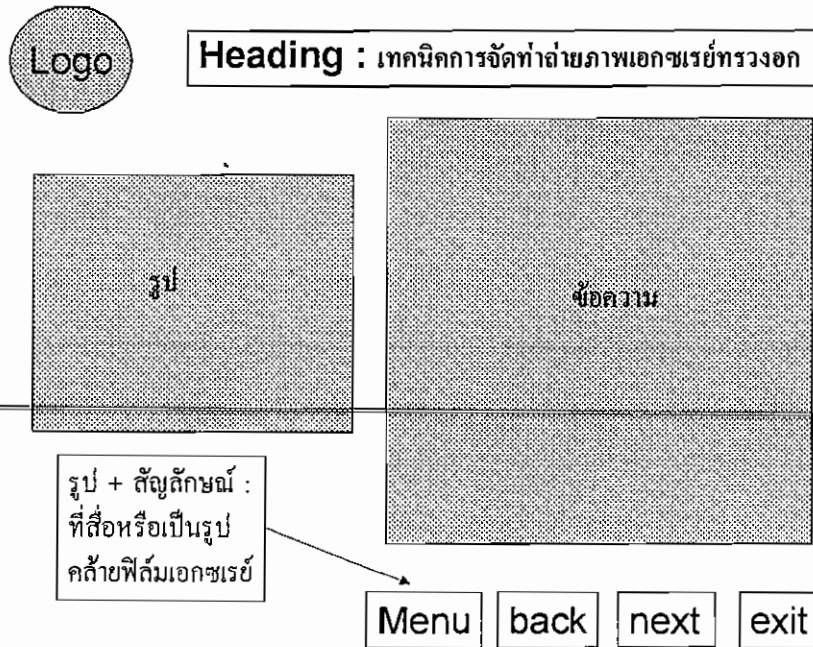 Logo
Heading : เทคนิคการจัดท่าถ่ายภาพเอกซเรย์ทรวงอก
รูป
ข้อความ
รูป + สัญลักษณ์ :
ที่สื่อหรือเป็นรูป
คล้ายฟิล์มเอกซเรย์
Menu back next exit